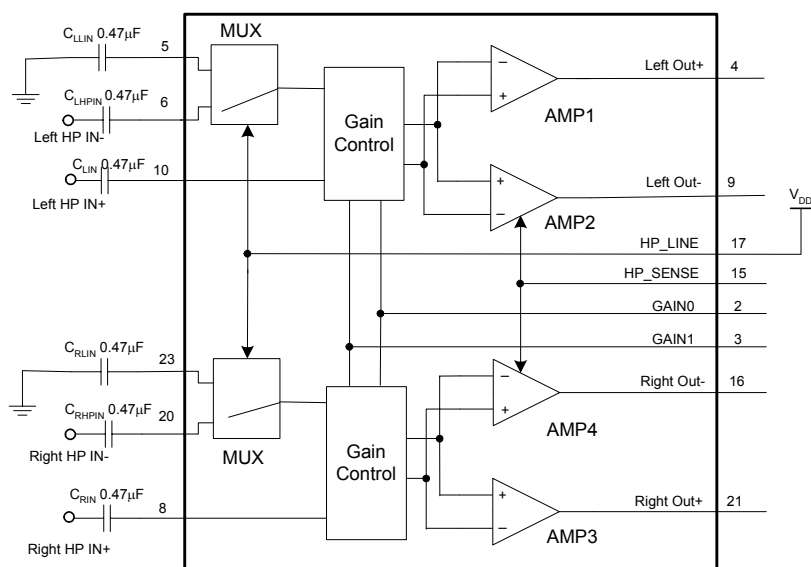 MUX
C_LLIN 0.47μF 5
C_LHPIN 0.47μF 6
Left HP IN-
C_LIN 0.47μF 10
Left HP IN+
Gain
Control
AMP1
Left Out+ 4
AMP2
Left Out- 9
V_DD
HP_LINE 17
HP_SENSE 15
GAIN0 2
GAIN1 3
C_RLIN 0.47μF 23
C_RHPIN 0.47μF 20
Right HP IN-
MUX
C_RIN 0.47μF 8
Right HP IN+
Gain
Control
Right Out- 16
AMP4
Right Out+ 21
AMP3